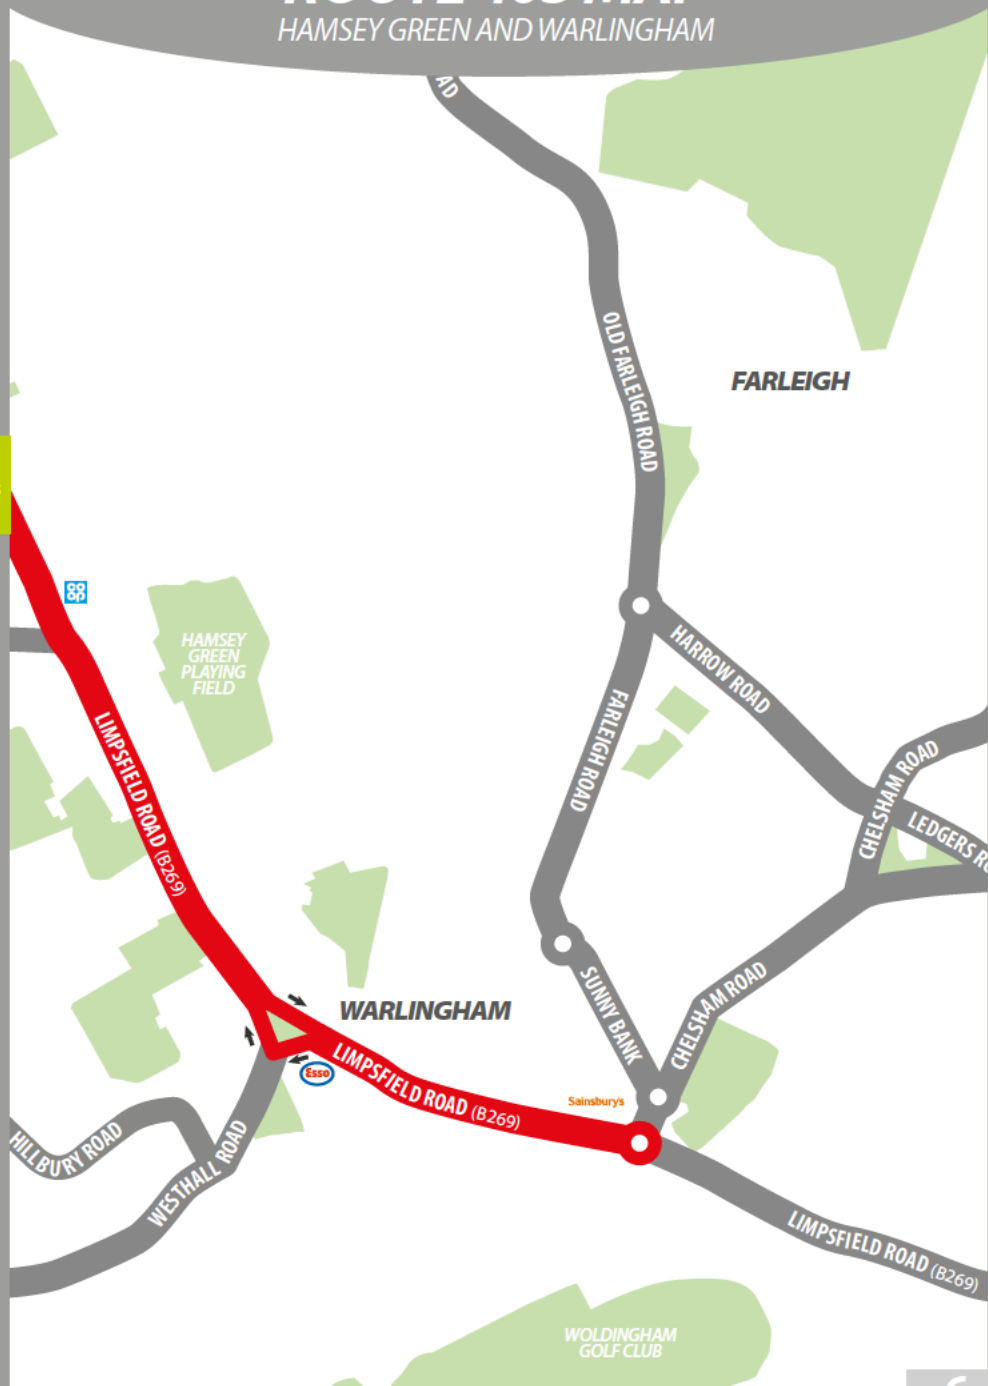 HAMSEY GREEN AND WARLINGHAM
OLD FARLEIGH ROAD
FARLEIGH
co
op
HAMSEY
GREEN
PLAYING
FIELD
HARROW ROAD
FARLEIGH ROAD
LIMPSFIELD ROAD (B269)
CHELSHAM ROAD
LEDGERS
SUNNY BANK
CHELSHAM ROAD
WARLINGHAM
Esso
LIMPSFIELD ROAD (B269)
Sainsbury's
HILLBURY ROAD
WESTHALL ROAD
LIMPSFIELD ROAD (B269)
WOLDINGHAM
GOLF CLUB